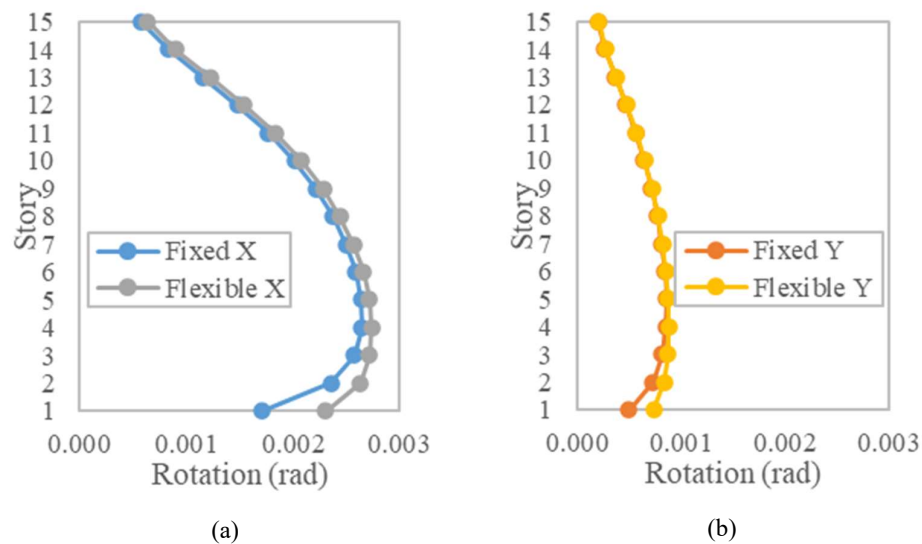 15
14
13
12
11
10
9
8
7
6
5
4
3
2
1
Story
Fixed X
Flexible X
0.000 0.001 0.002 0.003
Rotation (rad)
(a)
15
14
13
12
11
10
9
8
7
6
5
4
3
2
1
Story
Fixed Y
Flexible Y
0.000 0.001 0.002 0.003
Rotation (rad)
(b)